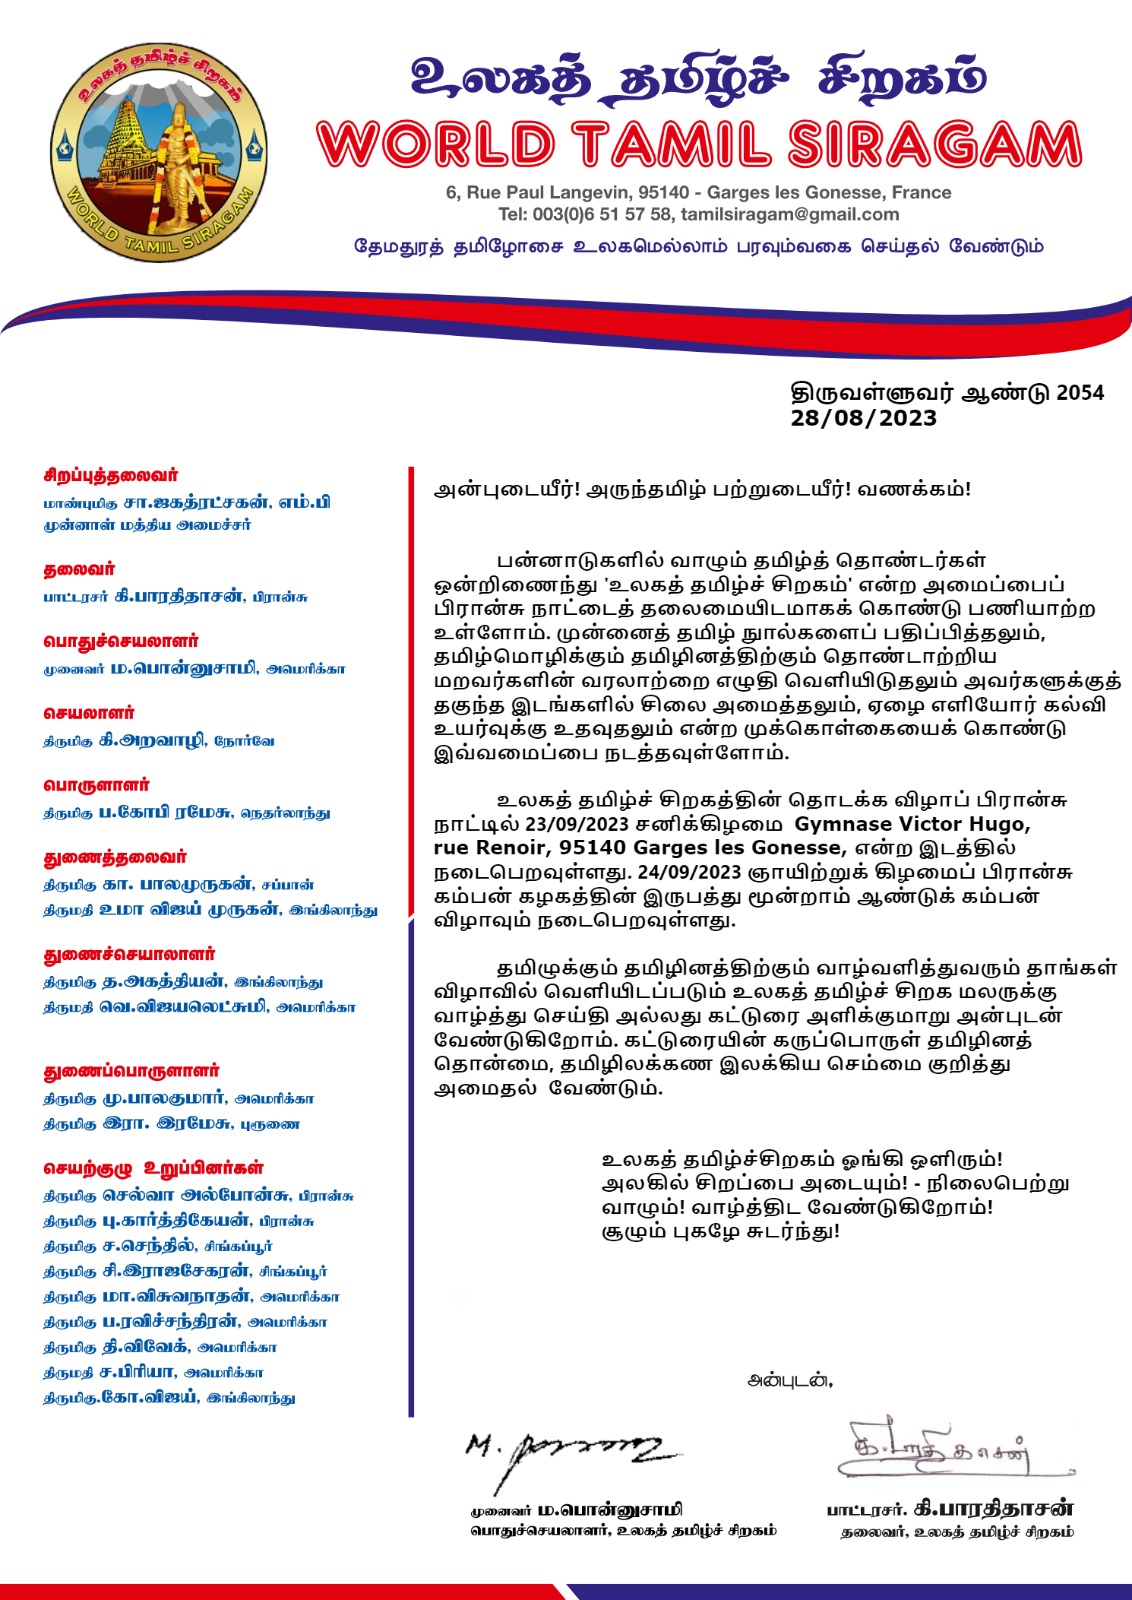 உலகத் தமிழ்ச் சிறகம்
WORLD TAMIL SIRAGAM
உலகத் தமிழ்ச் சிறகம்
WORLD TAMIL SIRAGAM
6, Rue Paul Langevin, 95140 - Garges les Gonesse, France
Tel: 003(0)6 51 57 58, tamilsiragam@gmail.com
தேமதுரத் தமிழோசை உலகமெல்லாம் பரவும்வகை செய்தல் வேண்டும்
திருவள்ளுவர் ஆண்டு 2054
28/08/2023
சிறப்புத்தலைவர்
மாண்புமிகு சா.ஜகத்ரட்சகன், எம்.பி
முன்னாள் மத்திய அமைச்சர்
தலைவர்
பாட்டரசர் கி.பாரதிதாசன், பிரான்சு
பொதுச்செயலாளர்
முனைவர் ம.பொன்னுசாமி, அமெரிக்கா
செயலாளர்
திருமிகு கி.அறவாழி, நோர்வே
பொருளாளர்
திருமிகு ப.கோபி ரமேசு, நெதர்லாந்து
துணைத்தலைவர்
திருமிகு கா. பாலமுருகன், சப்பான்
திருமதி உமா விஜய் முருகன், இங்கிலாந்து
துணைச்செயாலாளர்
திருமிகு த.அகத்தியன், இங்கிலாந்து
திருமதி வெ.விஜயலெட்சுமி, அமெரிக்கா
துணைப்பொருளாளர்
திருமிகு மு.பாலகுமார், அமெரிக்கா
திருமிகு இரா. இரமேசு, புரூணை
செயற்குழு உறுப்பினர்கள்
திருமிகு செல்வா அல்போன்சு, பிரான்சு
திருமிகு பு.கார்த்திகேயன், பிரான்சு
திருமிகு ச.செந்தில், சிங்கப்பூர்
திருமிகு சி.இராஜசேகரன், சிங்கப்பூர்
திருமிகு மா.விசுவநாதன், அமெரிக்கா
திருமிகு ப.ரவிச்சந்திரன், அமெரிக்கா
திருமிகு தி.விவேக், அமெரிக்கா
திருமதி ச.பிரியா, அமெரிக்கா
திருமிகு.கோ.விஜய், இங்கிலாந்து
அன்புடையீர்! அருந்தமிழ் பற்றுடையீர்! வணக்கம்!
பன்னாடுகளில் வாழும் தமிழ்த் தொண்டர்கள்
ஒன்றிணைந்து 'உலகத் தமிழ்ச் சிறகம்' என்ற அமைப்பைப்
பிரான்சு நாட்டைத் தலைமையிடமாகக் கொண்டு பணியாற்ற
உள்ளோம். முன்னைத் தமிழ் நுால்களைப் பதிப்பித்தலும்,
தமிழ்மொழிக்கும் தமிழினத்திற்கும் தொண்டாற்றிய
மறவர்களின் வரலாற்றை எழுதி வெளியிடுதலும் அவர்களுக்குத்
தகுந்த இடங்களில் சிலை அமைத்தலும், ஏழை எளியோர் கல்வி
உயர்வுக்கு உதவுதலும் என்ற முக்கொள்கையைக் கொண்டு
இவ்வமைப்பை நடத்தவுள்ளோம்.
உலகத் தமிழ்ச் சிறகத்தின் தொடக்க விழாப் பிரான்சு
நாட்டில் 23/09/2023 சனிக்கிழமை Gymnase Victor Hugo,
rue Renoir, 95140 Garges les Gonesse, என்ற இடத்தில்
நடைபெறவுள்ளது. 24/09/2023 ஞாயிற்றுக் கிழமைப் பிரான்சு
கம்பன் கழகத்தின் இருபத்து மூன்றாம் ஆண்டுக் கம்பன்
விழாவும் நடைபெறவுள்ளது.
தமிழுக்கும் தமிழினத்திற்கும் வாழ்வளித்துவரும் தாங்கள்
விழாவில் வெளியிடப்படும் உலகத் தமிழ்ச் சிறக மலருக்கு
வாழ்த்து செய்தி அல்லது கட்டுரை அளிக்குமாறு அன்புடன்
வேண்டுகிறோம். கட்டுரையின் கருப்பொருள் தமிழினத்
தொன்மை, தமிழிலக்கண இலக்கிய செம்மை குறித்து
அமைதல் வேண்டும்.
உலகத் தமிழ்ச்சிறகம் ஓங்கி ஒளிரும்!
அலகில் சிறப்பை அடையும்! - நிலைபெற்று
வாழும்! வாழ்த்திட வேண்டுகிறோம்!
சூழும் புகழே சுடர்ந்து!
அன்புடன்,
கி.பாரதிதாசன்
முனைவர் ம.பொன்னுசாமி
பொதுச்செயலாளர், உலகத் தமிழ்ச் சிறகம்
பாட்டரசர். கி.பாரதிதாசன்
தலைவர், உலகத் தமிழ்ச் சிறகம்